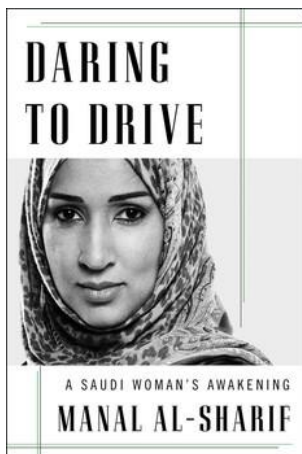 DARING
TO DRIVE
A SAUDI WOMAN'S AWAKENING
MANAL AL-SHARIF